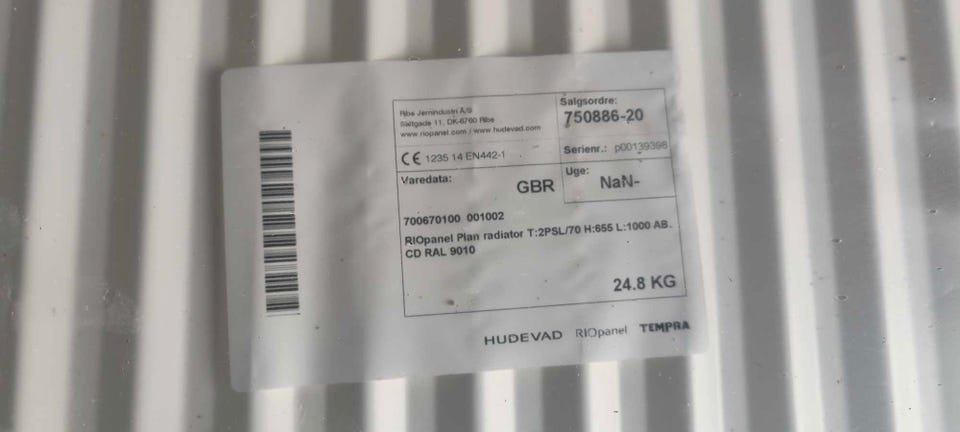 Ribe Jernindustri A/S
Saltgade 11, DK-6760 Ribe
www.riopanel.com / www.hudevad.com
CE 1235 14 EN442-1
Salgsordre:
750886-20
Serienr.: p00139398
Varedata:
GBR
Uge:
NaN-
700670100 001002
RIOpanel Plan radiator T:2PSL/70 H:655 L:1000 AB.
CD RAL 9010
24.8 KG
HUDEVAD RIOpanel TEMPRA